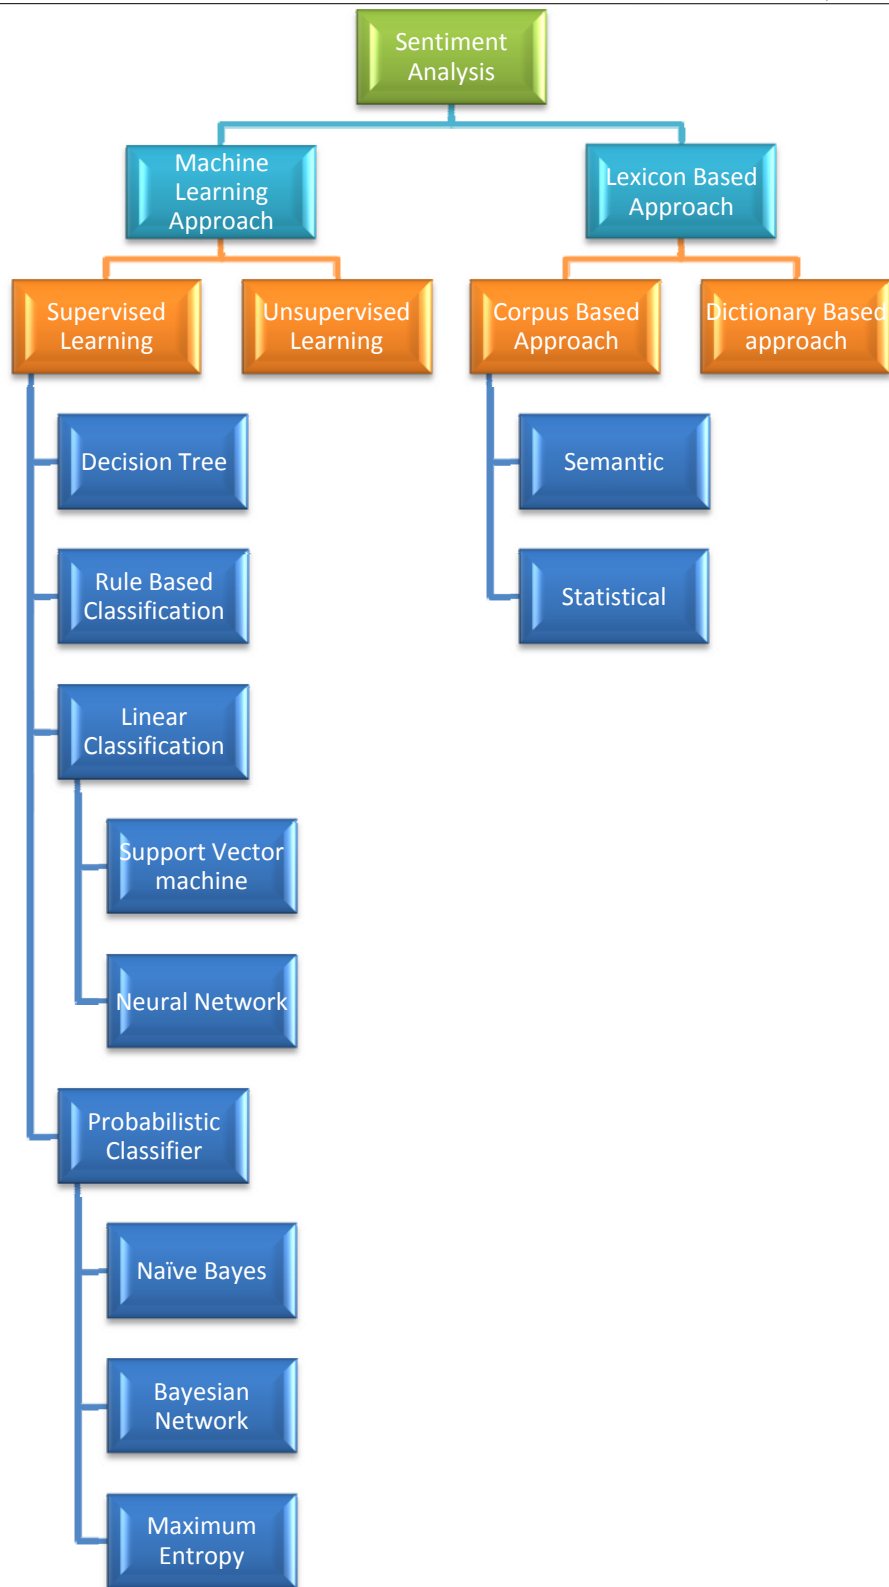 Sentiment
Analysis
Machine
Learning
Approach
Lexicon Based
Approach
Supervised
Learning
Unsupervised
Learning
Corpus Based
Approach
Dictionary Based
approach
Decision Tree
Semantic
Rule Based
Classification
Statistical
Linear
Classification
Support Vector
machine
Neural Network
Probabilistic
Classifier
Naïve Bayes
Bayesian
Network
Maximum
Entropy